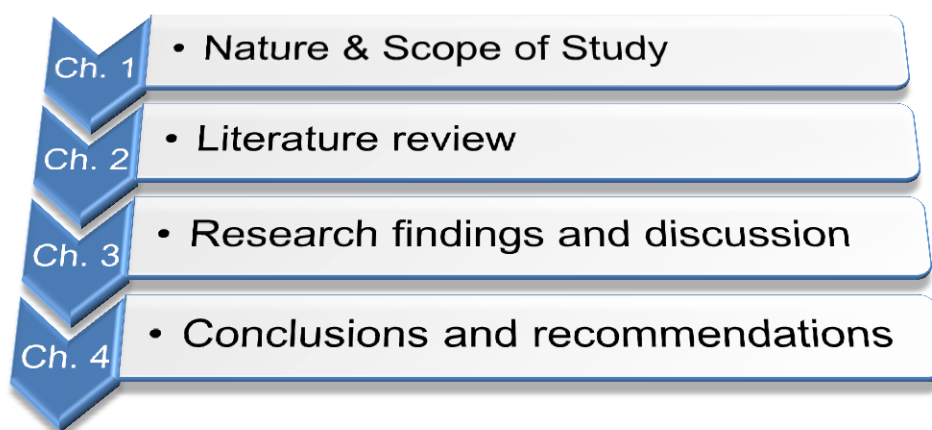 Ch. 1 • Nature & Scope of Study
Ch. 2 • Literature review
Ch. 3 • Research findings and discussion
Ch. 4 • Conclusions and recommendations